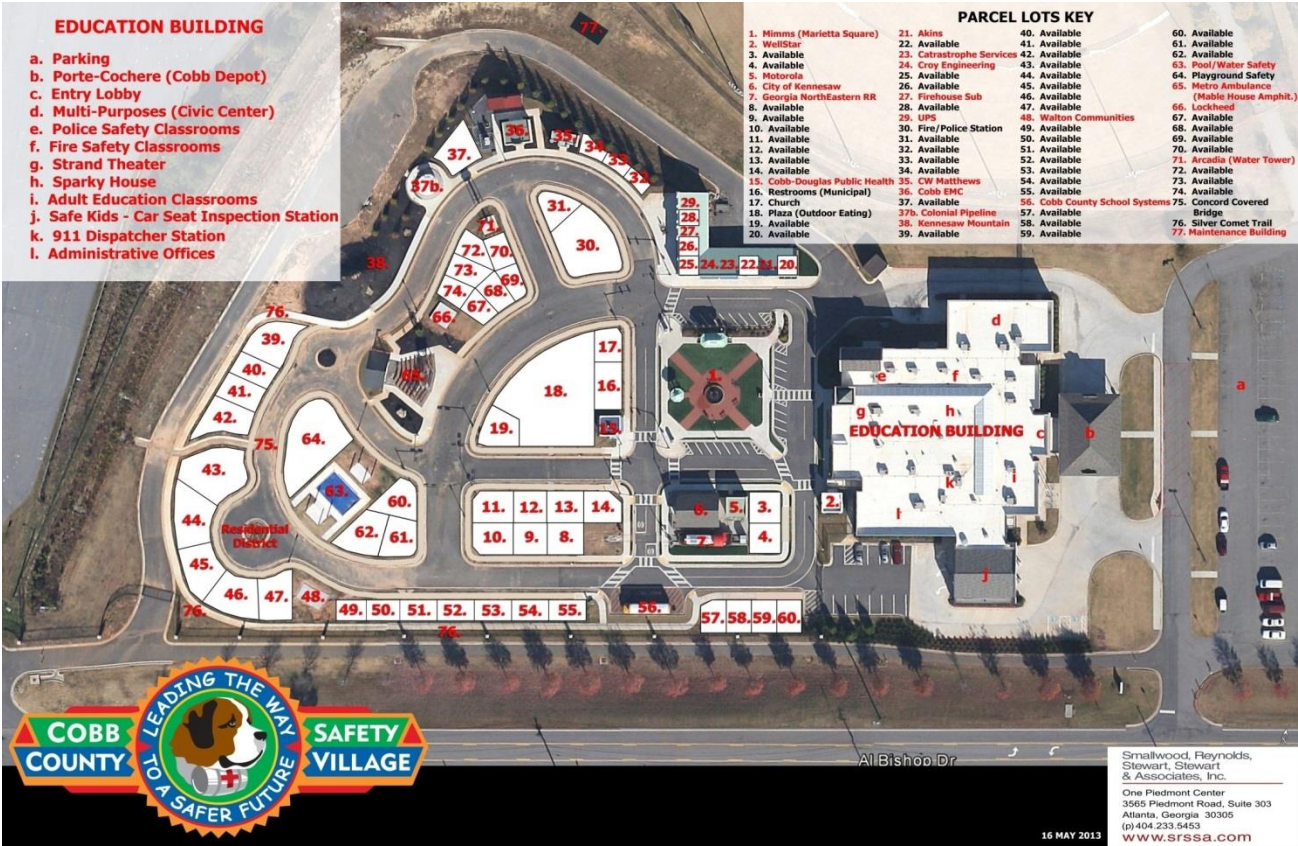 EDUCATION BUILDING
a. Parking
b. Porte-Cochere (Cobb Depot)
c. Entry Lobby
d. Multi-Purposes (Civic Center)
e. Police Safety Classrooms
f. Fire Safety Classrooms
g. Strand Theater
h. Sparky House
i. Adult Education Classrooms
j. Safe Kids - Car Seat Inspection Station
k. 911 Dispatcher Station
l. Administrative Offices
PARCEL LOTS KEY
1. Mimms (Marietta Square)
2. WellStar
3. Available
4. Available
5. Motorola
6. City of Kennesaw
7. Georgia NorthEastern RR
8. Available
9. Available
10. Available
11. Available
12. Available
13. Available
14. Available
15. Cobb-Douglas Public Health
16. Restrooms (Municipal)
17. Church
18. Plaza (Outdoor Eating)
19. Available
20. Available
21. Akins
22. Available
23. Catrastrophe Services
24. Croy Engineering
25. Available
26. Available
27. Firehouse Sub
28. Available
29. UPS
30. Fire/Police Station
31. Available
32. Available
33. Available
34. Available
35. CW Matthews
36. Cobb EMC
37. Available
37b. Colonial Pipeline
38. Kennesaw Mountain
39. Available
40. Available
41. Available
42. Available
43. Available
44. Available
45. Available
46. Available
47. Available
48. Walton Communities
49. Available
50. Available
51. Available
52. Available
53. Available
54. Available
55. Available
56. Cobb County School Systems
57. Available
58. Available
59. Available
60. Available
61. Available
62. Available
63. Pool/Water Safety
64. Playground Safety
65. Metro Ambulance
(Mable House Amphit.)
66. Lockheed
67. Available
68. Available
69. Available
70. Available
71. Arcadia (Water Tower)
72. Available
73. Available
74. Available
75. Concord Covered
Bridge
76. Silver Comet Trail
77. Maintenance Building
77.
36.
35.
34.
33.
32.
37.
37b.
38.
31.
30.
29.
28.
27.
26.
25. 24. 23. 22. 21. 20.
71.
72. 70.
73. 69.
74. 68.
67.
66.
65.
76.
39.
40.
41.
42.
75.
43.
44.
45.
46.
47.
48.
76.
Residential
District
64.
63.
60.
62. 61.
17.
18.
16.
19. 15.
1.
11. 12. 13. 14.
10. 9. 8.
6. 5. 3.
7. 4.
2.
49. 50. 51. 52. 53. 54. 55.
76.
56.
57. 58. 59. 60.
d
e f
g h
EDUCATION BUILDING
c b
a
k i
l
j
Al Bishop Dr
COBB
COUNTY
LEADING THE WAY
TO A SAFER FUTURE
SAFETY
VILLAGE
16 MAY 2013
Smallwood, Reynolds,
Stewart, Stewart
& Associates, Inc.
One Piedmont Center
3565 Piedmont Road, Suite 303
Atlanta, Georgia 30305
(p) 404.233.5453
www.srssa.com